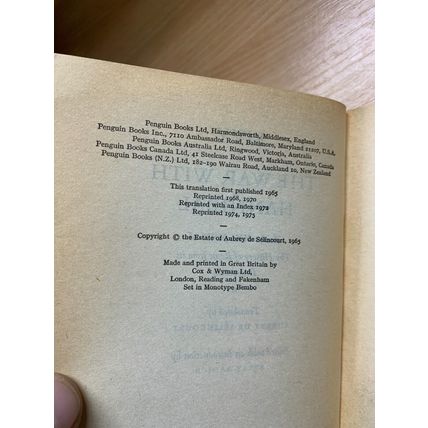 Penguin Books Ltd, Harmondsworth, Middlesex, England
Penguin Books Inc., 7110 Ambassador Road, Baltimore, Maryland 21207, U.S.A.
Penguin Books Australia Ltd, Ringwood, Victoria, Australia
Penguin Books Canada Ltd, 41 Steelcase Road West, Markham, Ontario, Canada
Penguin Books (N.Z.) Ltd, 182-190 Wairau Road, Auckland 10, New Zealand
This translation first published 1965
Reprinted 1968, 1970
Reprinted with an Index 1972
Reprinted 1974, 1975
Copyright © the Estate of Aubrey de Sélincourt, 1965
Made and printed in Great Britain by
Cox & Wyman Ltd,
London, Reading and Fakenham
Set in Monotype Bembo